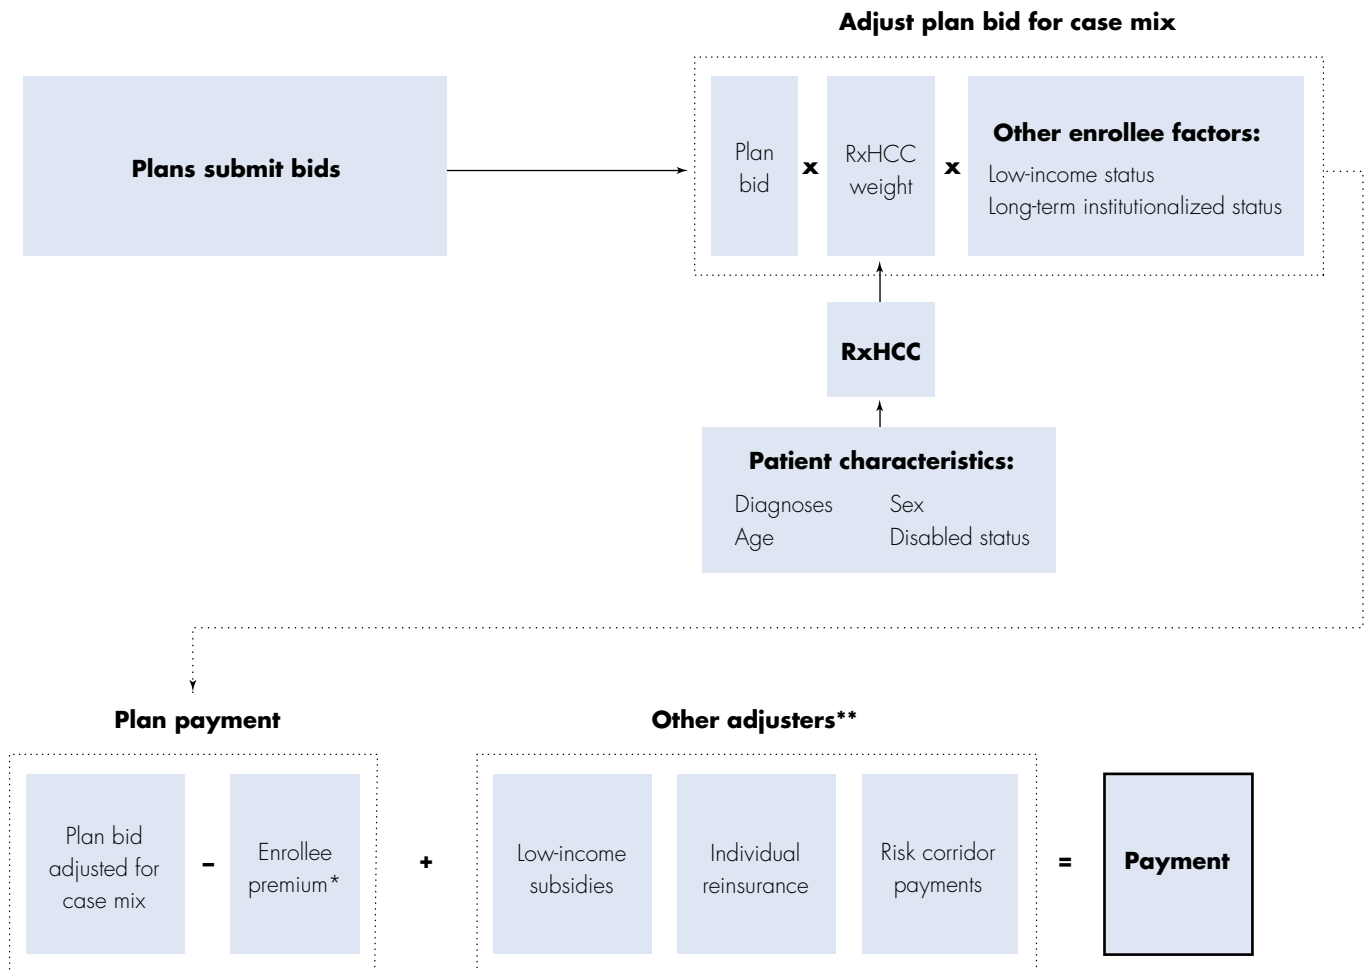 Adjust plan bid for case mix
Plans submit bids
Plan
bid
x
RxHCC
weight
x
Other enrollee factors:
Low-income status
Long-term institutionalized status
RxHCC
Patient characteristics:
Diagnoses Sex
Age Disabled status
Plan payment
Other adjusters**
Plan bid
adjusted for
case mix
–
Enrollee
premium*
+
Low-income
subsidies
Individual
reinsurance
Risk corridor
payments
=
Payment